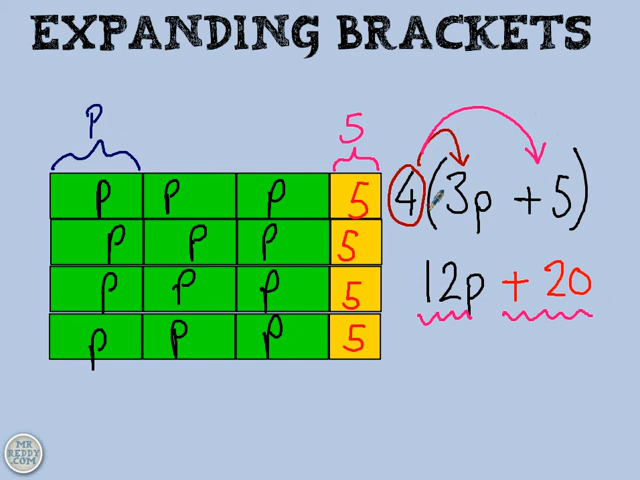 EXPANDING BRACKETS
p 5
p p p 5
p p p 5
p p p 5
p p p 5
4(3p + 5)
12p + 20
MR
REDDY
.COM